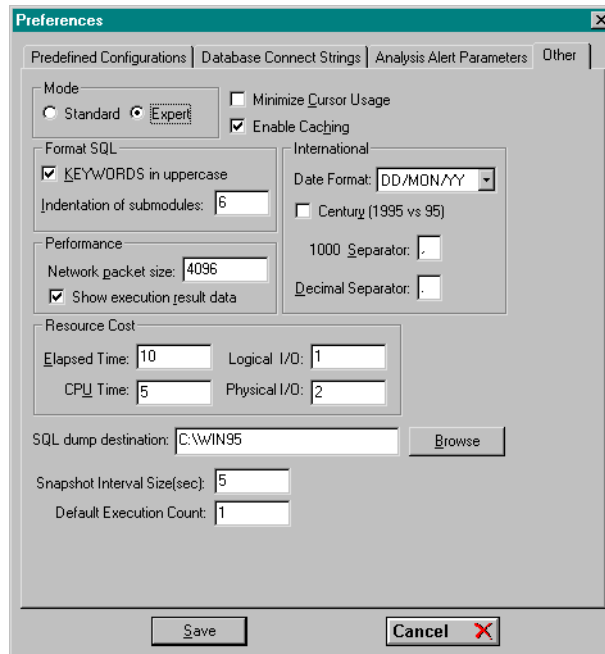 Preferences
Predefined Configurations Database Connect Strings Analysis Alert Parameters Other
Mode
Standard Expert
Minimize Cursor Usage
Enable Caching
Format SQL
KEYWORDS in uppercase
Indentation of submodules: 6
International
Date Format: DD/MON/YY
Century (1995 vs 95)
1000 Separator: ,
Decimal Separator: .
Performance
Network packet size: 4096
Show execution result data
Resource Cost
Elapsed Time: 10 Logical I/O: 1
CPU Time: 5 Physical I/O: 2
SQL dump destination: C:\WIN95 Browse
Snapshot Interval Size(sec): 5
Default Execution Count: 1
Save Cancel